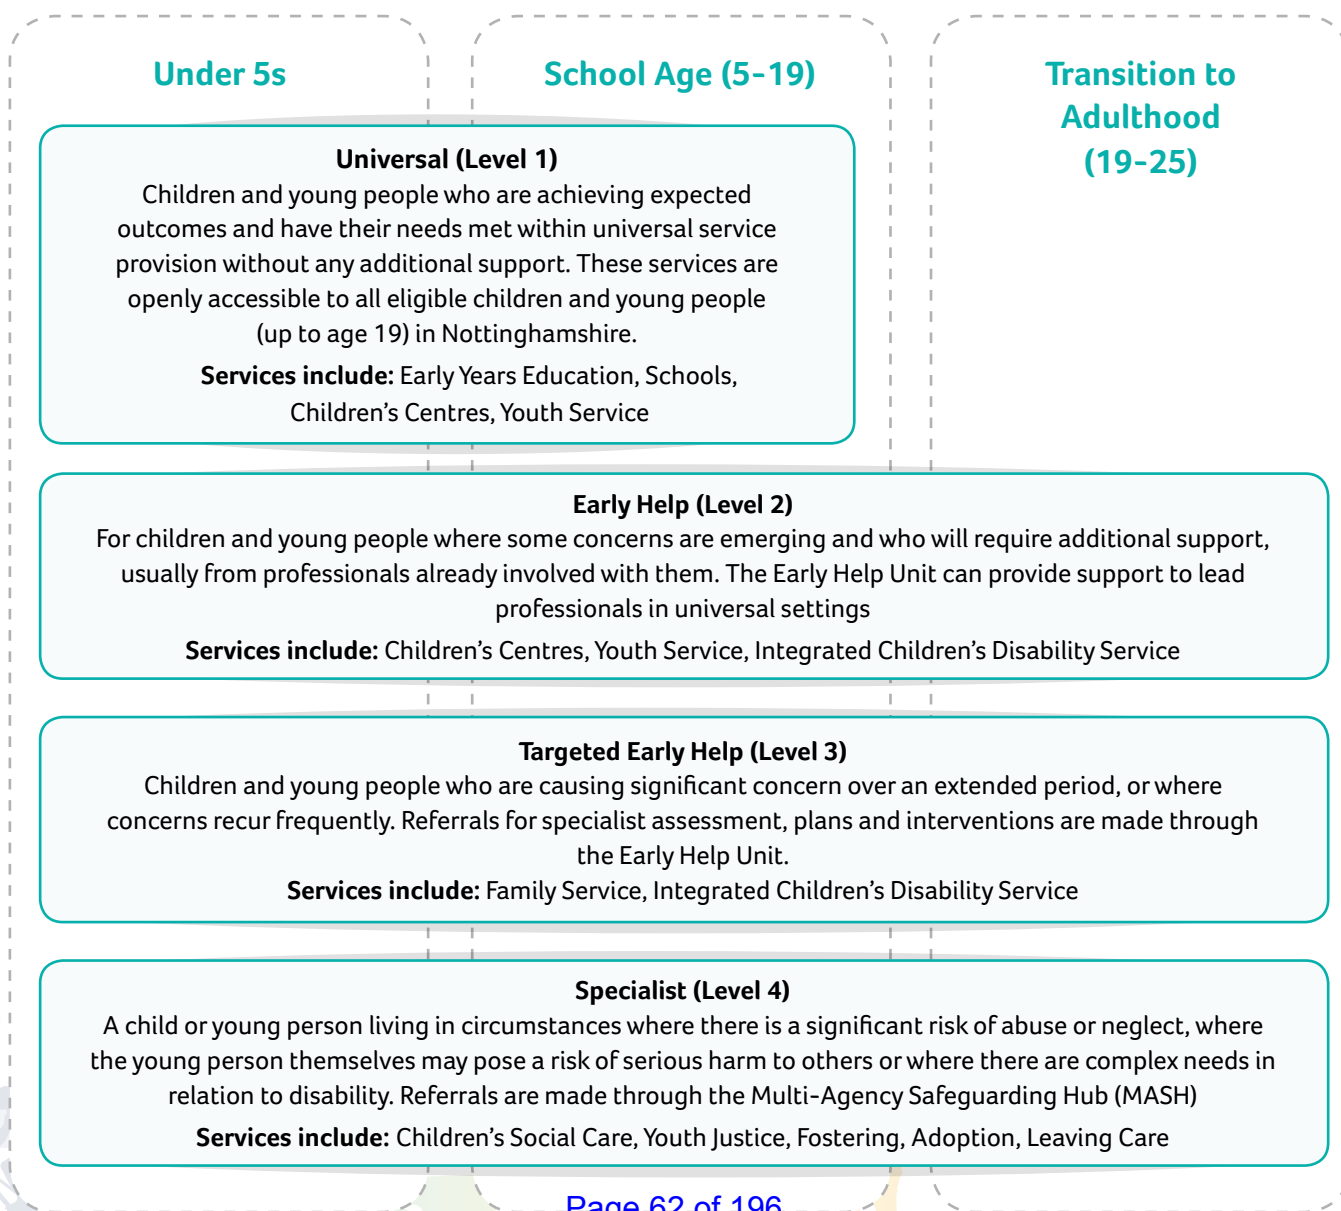 Under 5s
School Age (5-19)
Transition to
Adulthood
(19-25)
Universal (Level 1)
Children and young people who are achieving expected
outcomes and have their needs met within universal service
provision without any additional support. These services are
openly accessible to all eligible children and young people
(up to age 19) in Nottinghamshire.
Services include: Early Years Education, Schools,
Children's Centres, Youth Service
Early Help (Level 2)
For children and young people where some concerns are emerging and who will require additional support,
usually from professionals already involved with them. The Early Help Unit can provide support to lead
professionals in universal settings
Services include: Children's Centres, Youth Service, Integrated Children's Disability Service
Targeted Early Help (Level 3)
Children and young people who are causing significant concern over an extended period, or where
concerns recur frequently. Referrals for specialist assessment, plans and interventions are made through
the Early Help Unit.
Services include: Family Service, Integrated Children's Disability Service
Specialist (Level 4)
A child or young person living in circumstances where there is a significant risk of abuse or neglect, where
the young person themselves may pose a risk of serious harm to others or where there are complex needs in
relation to disability. Referrals are made through the Multi-Agency Safeguarding Hub (MASH)
Services include: Children's Social Care, Youth Justice, Fostering, Adoption, Leaving Care
Page 62 of 196